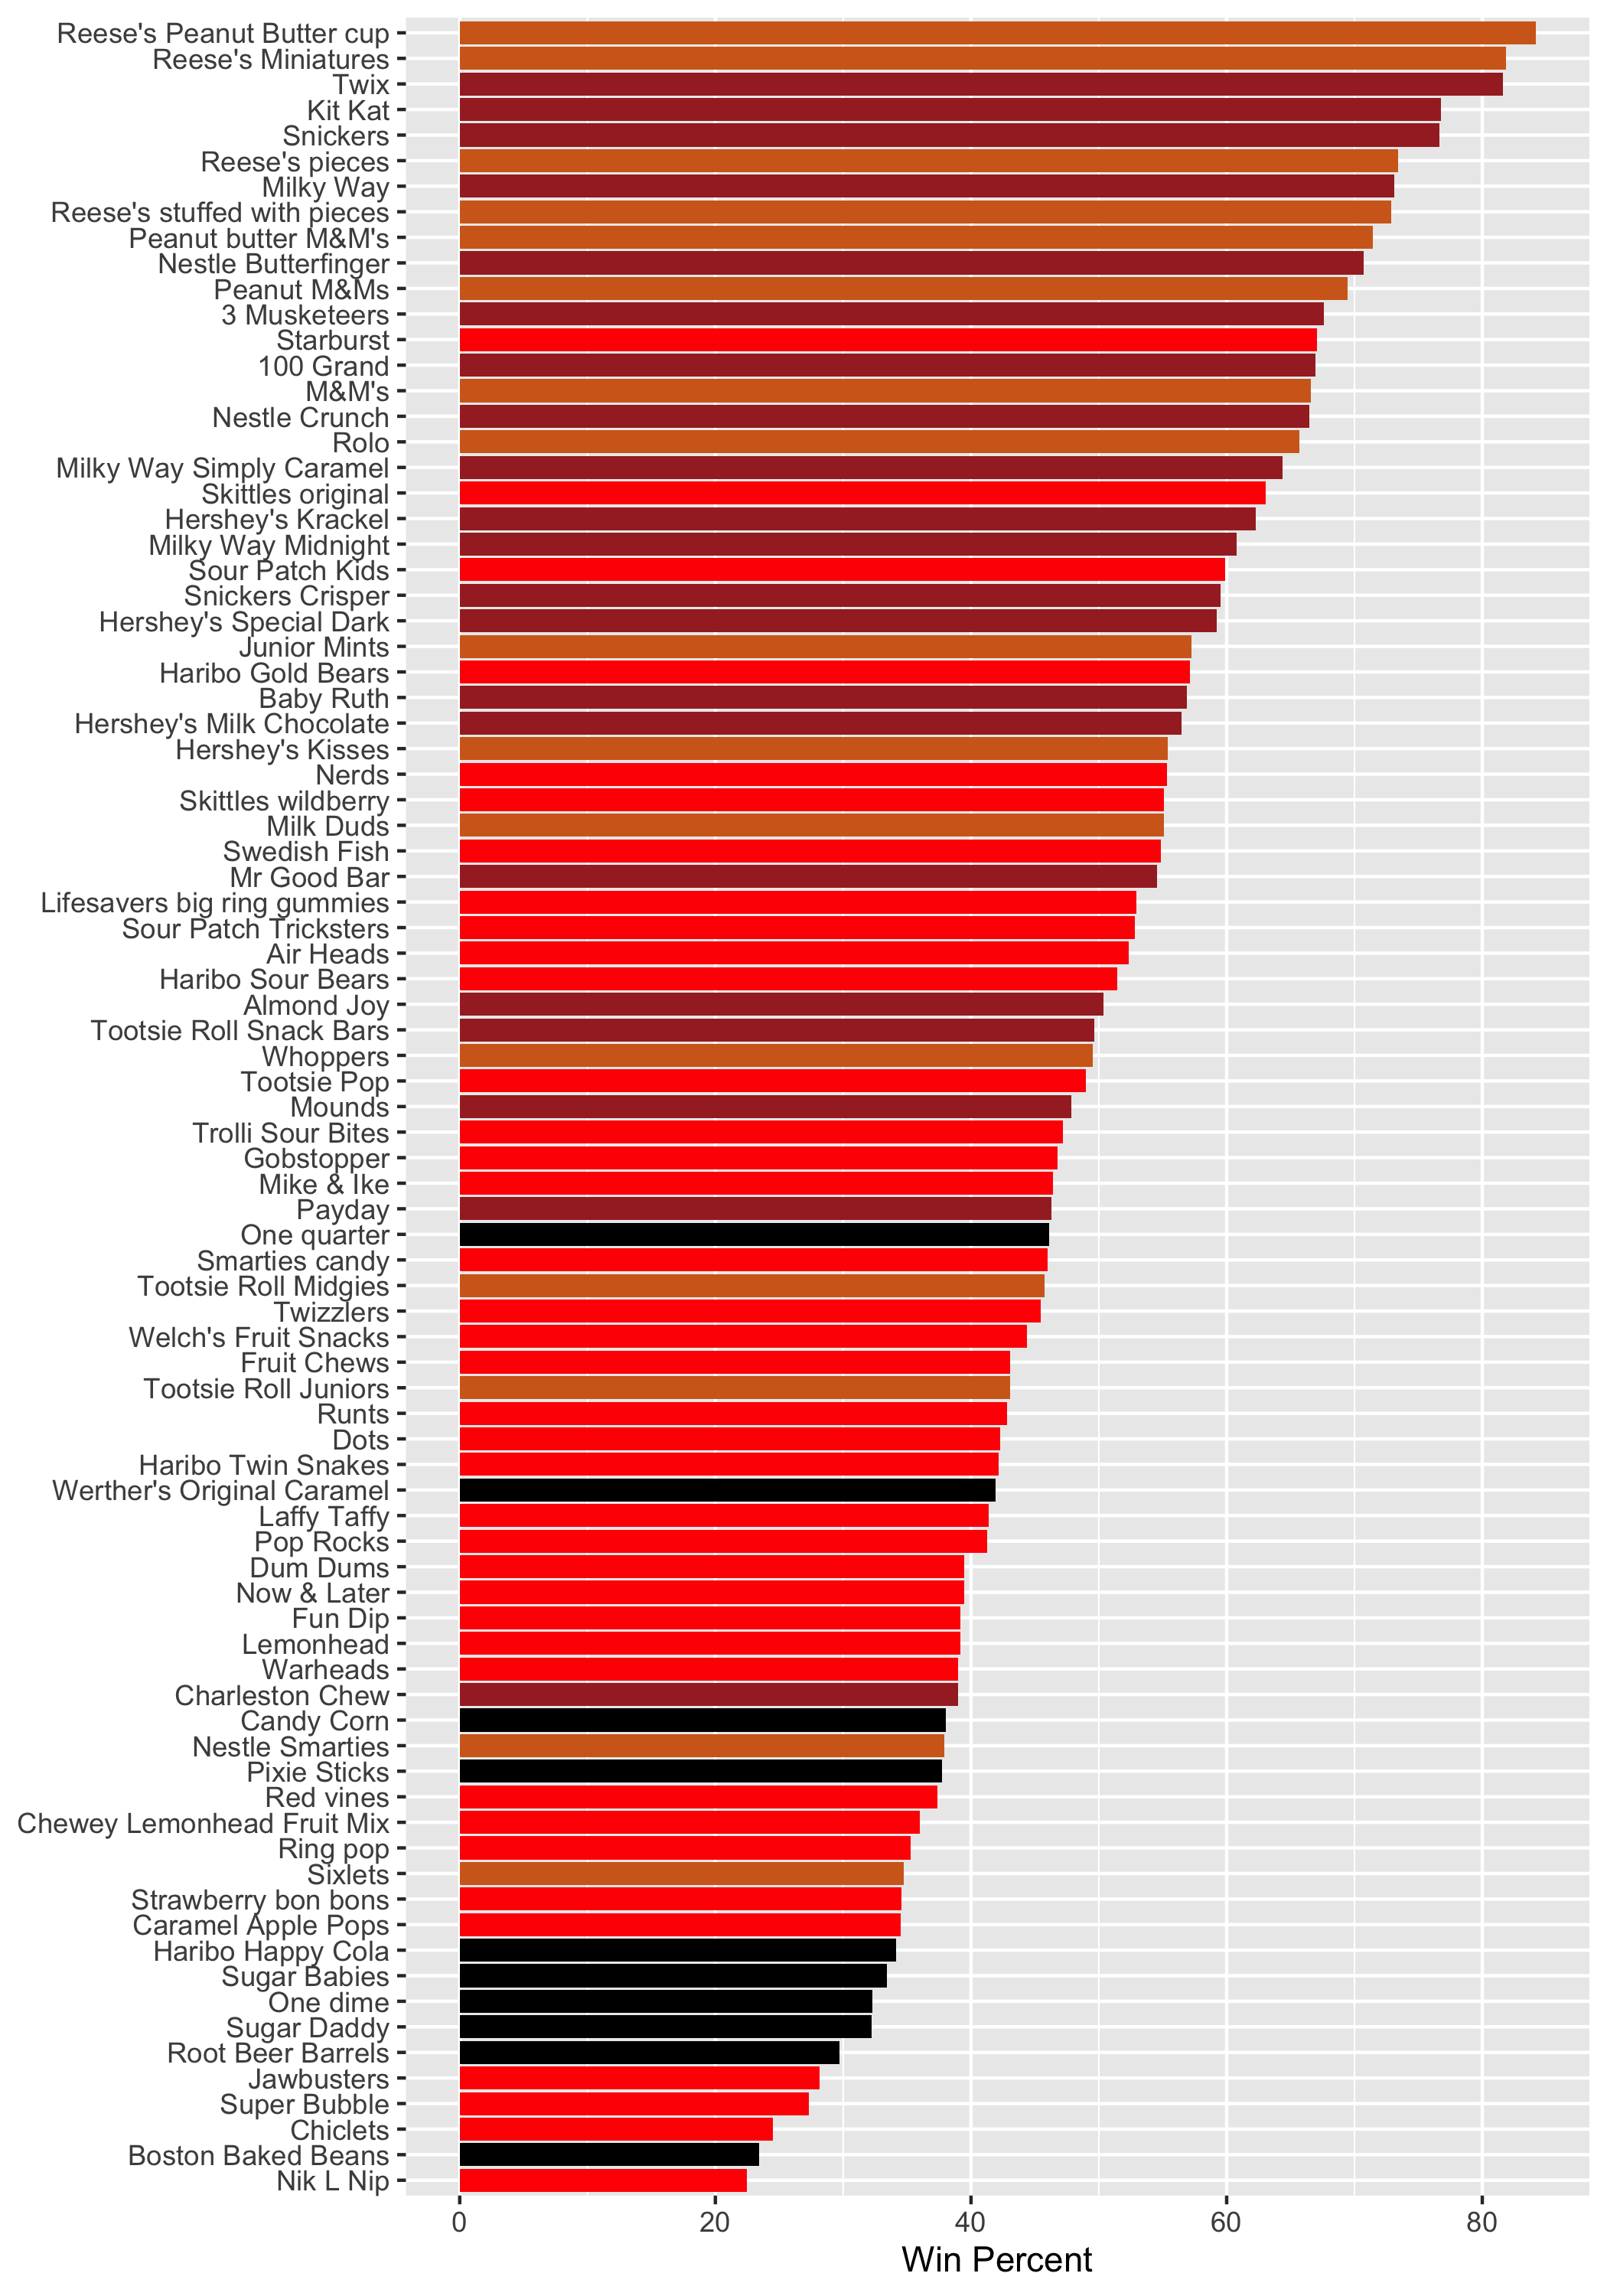 Reese's Peanut Butter cup
Reese's Miniatures
Twix
Kit Kat
Snickers
Reese's pieces
Milky Way
Reese's stuffed with pieces
Peanut butter M&M's
Nestle Butterfinger
Peanut M&Ms
3 Musketeers
Starburst
100 Grand
M&M's
Nestle Crunch
Rolo
Milky Way Simply Caramel
Skittles original
Hershey's Krackel
Milky Way Midnight
Sour Patch Kids
Snickers Crisper
Hershey's Special Dark
Junior Mints
Haribo Gold Bears
Baby Ruth
Hershey's Milk Chocolate
Hershey's Kisses
Nerds
Skittles wildberry
Milk Duds
Swedish Fish
Mr Good Bar
Lifesavers big ring gummies
Sour Patch Tricksters
Air Heads
Haribo Sour Bears
Almond Joy
Tootsie Roll Snack Bars
Whoppers
Tootsie Pop
Mounds
Trolli Sour Bites
Gobstopper
Mike & Ike
Payday
One quarter
Smarties candy
Tootsie Roll Midgies
Twizzlers
Welch's Fruit Snacks
Fruit Chews
Tootsie Roll Juniors
Runts
Dots
Haribo Twin Snakes
Werther's Original Caramel
Laffy Taffy
Pop Rocks
Dum Dums
Now & Later
Fun Dip
Lemonhead
Warheads
Charleston Chew
Candy Corn
Nestle Smarties
Pixie Sticks
Red vines
Chewey Lemonhead Fruit Mix
Ring pop
Sixlets
Strawberry bon bons
Caramel Apple Pops
Haribo Happy Cola
Sugar Babies
One dime
Sugar Daddy
Root Beer Barrels
Jawbusters
Super Bubble
Chiclets
Boston Baked Beans
Nik L Nip
0 20 40 60 80
Win Percent